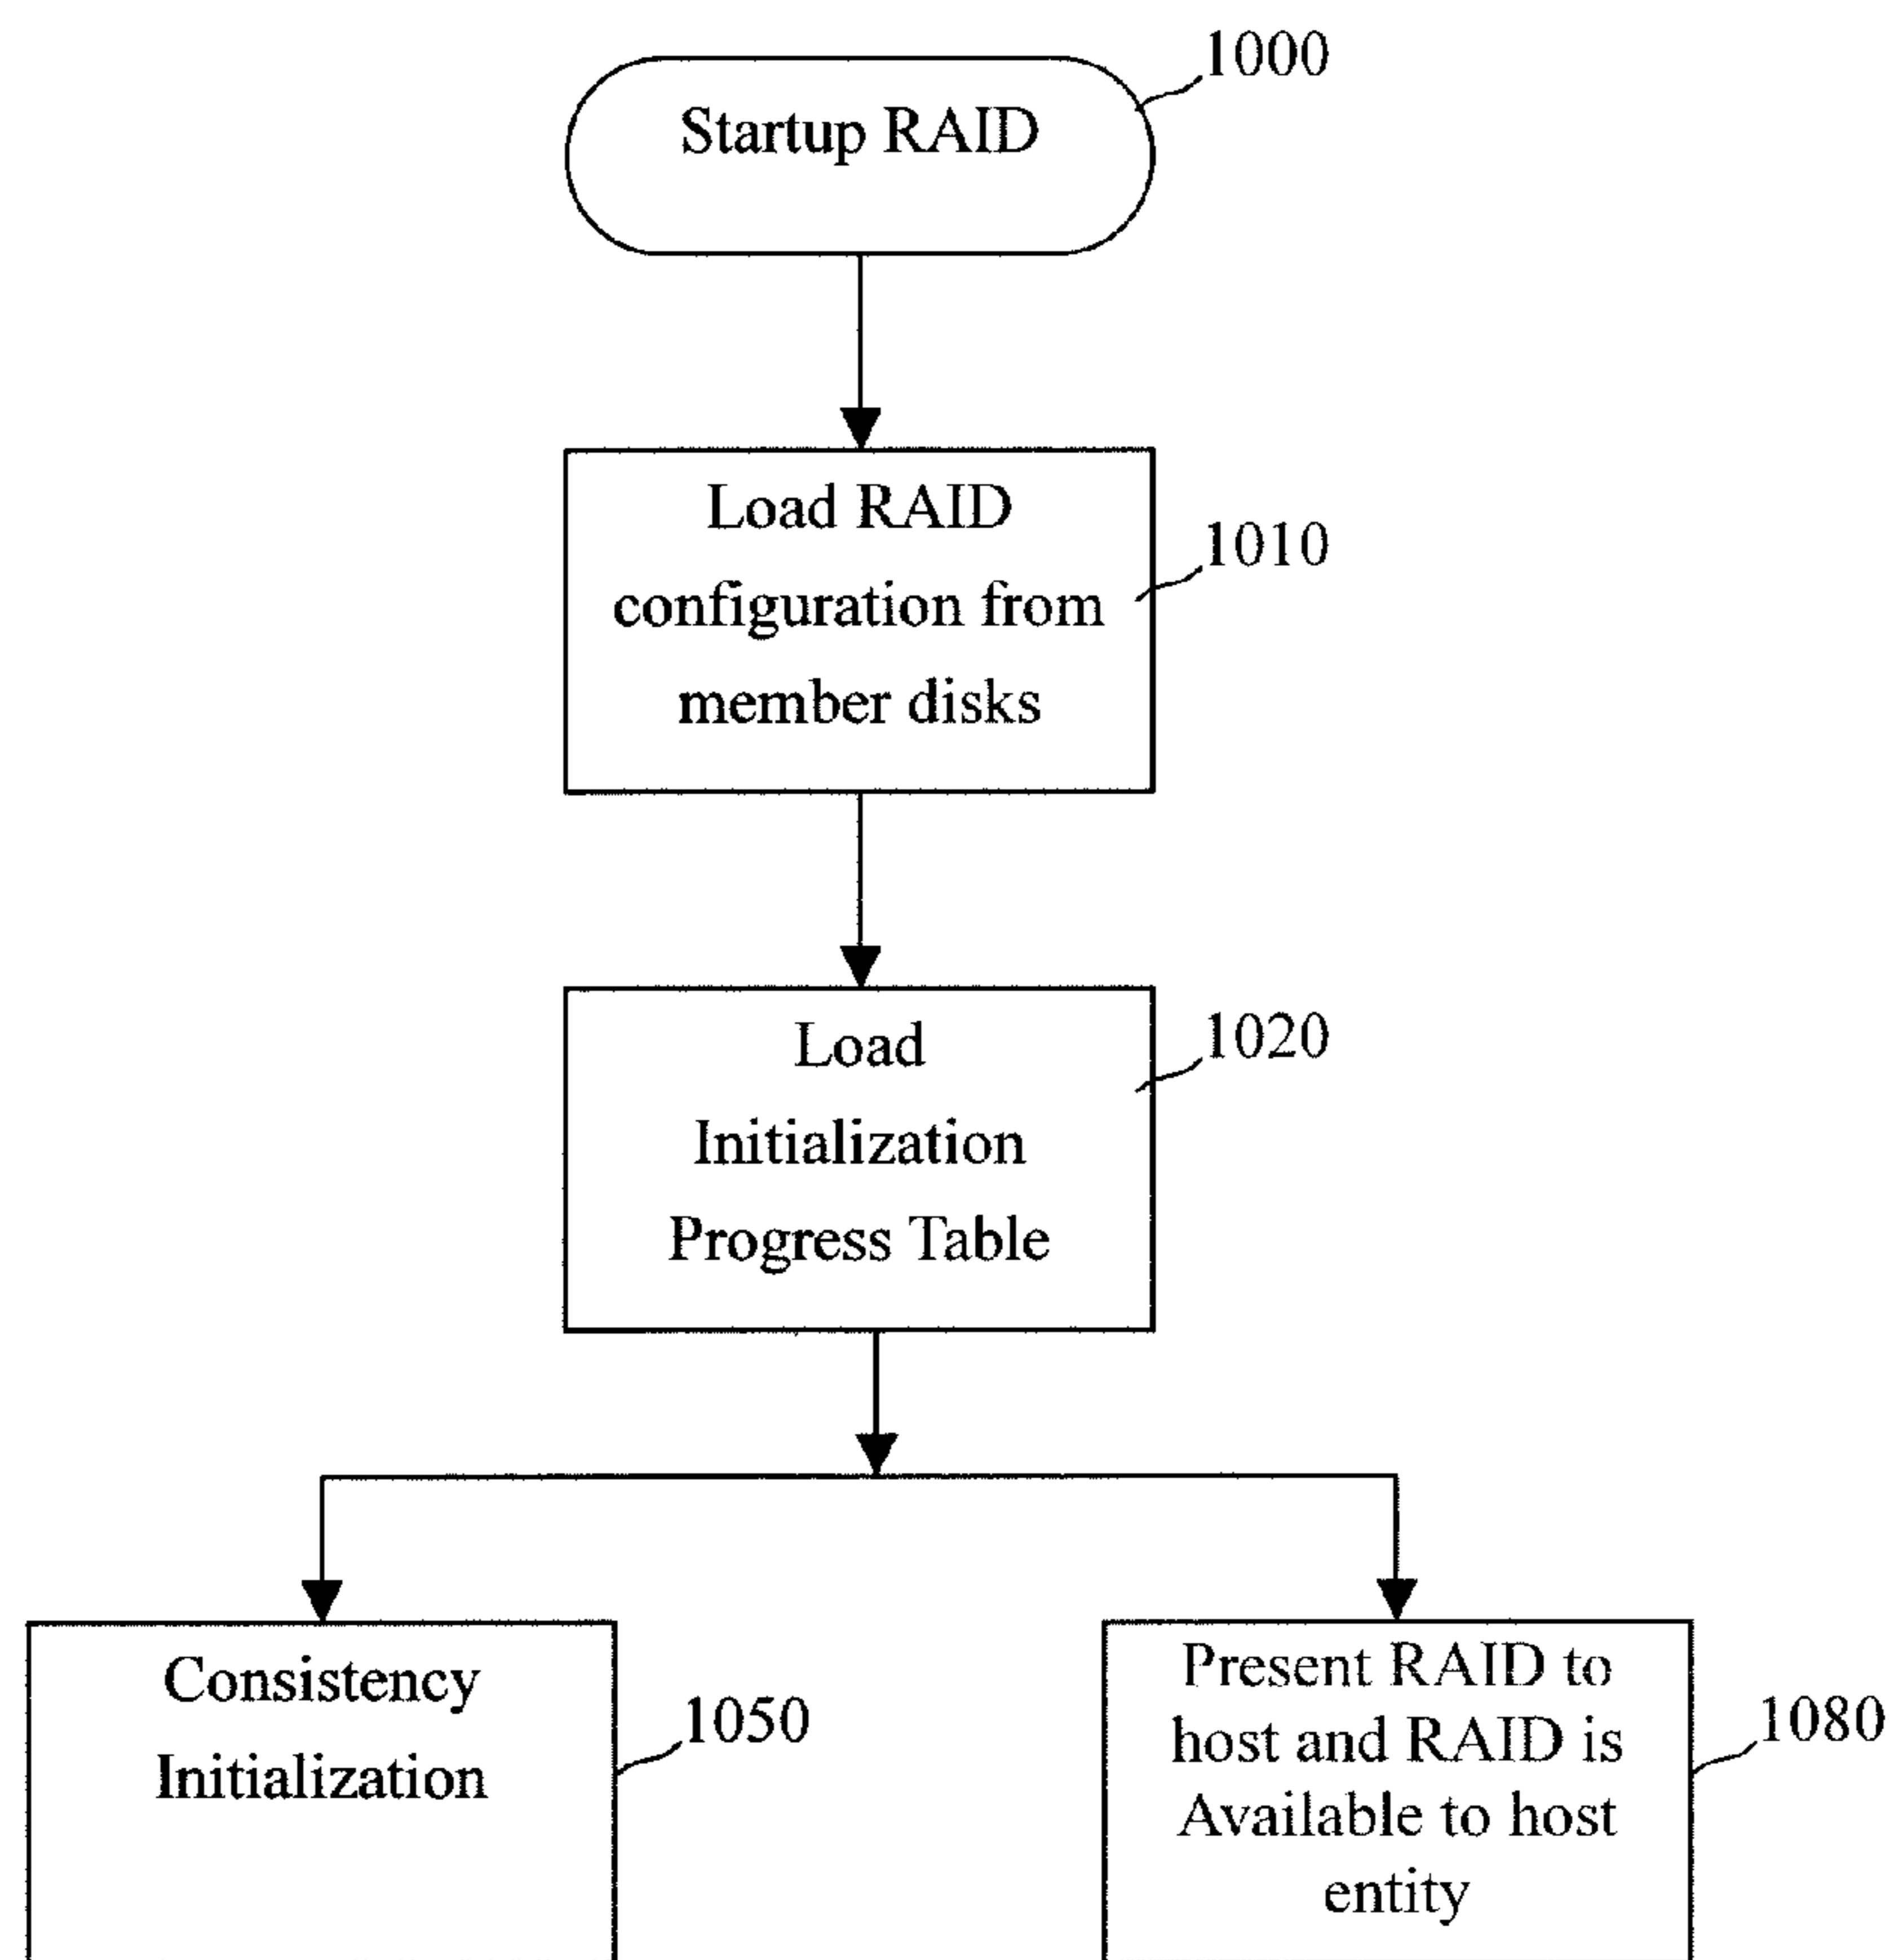 1000
Startup RAID
Load RAID
configuration from
member disks
1010
Load
Initialization
Progress Table
1020
Consistency
Initialization
1050
Present RAID to
host and RAID is
Available to host
entity
1080